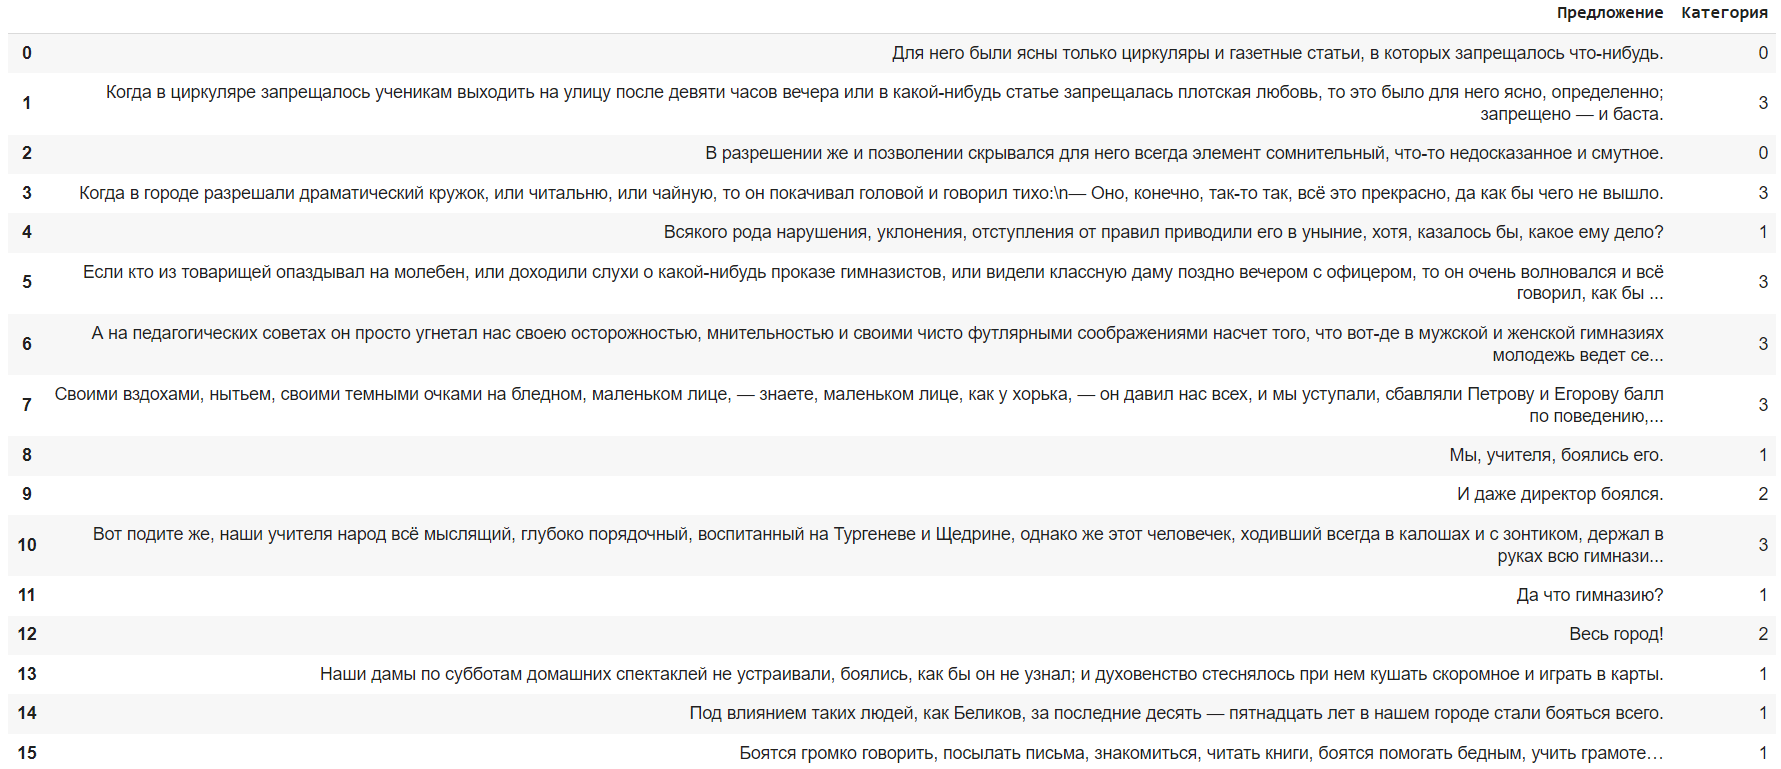 Предложение Категория
0 Для него были ясны только циркуляры и газетные статьи, в которых запрещалось что-нибудь. 0
Когда в циркуляре запрещалось ученикам выходить на улицу после девяти часов вечера или в какой-нибудь статье запрещалась плотская любовь, то это было для него ясно, определенно;
1 3
запрещено — и баста.
2 В разрешении же и позволении скрывался для него всегда элемент сомнительный, что-то недосказанное и смутное. 0
3 Когда в городе разрешали драматический кружок, или читальню, или чайную, то он покачивал головой и говорил тихо:\n— Оно, конечно, так-то так, всё это прекрасно, да как бы чего не вышло. 3
4 Всякого рода нарушения, уклонения, отступления от правил приводили его в уныние, хотя, казалось бы, какое ему дело? 1
Если кто из товарищей опаздывал на молебен, или доходили слухи о какой-нибудь проказе гимназистов, или видели классную даму поздно вечером с офицером, то он очень волновался и всё
5 3
говорил, как бы ...
А на педагогических советах он просто угнетал нас своею осторожностью, мнительностью и своими чисто футлярными соображениями насчет того, что вот-де в мужской и женской гимназиях
6 3
молодежь ведет се...
Своими вздохами, нытьем, своими темными очками на бледном, маленьком лице, — знаете, маленьком лице, как у хорька, — он давил нас всех, и мы уступали, сбавляли Петрову и Егорову балл
7 3
по поведению,...
8 Мы, учителя, боялись его. 1
9 И даже директор боялся. 2
Вот подите же, наши учителя народ всё мыслящий, глубоко порядочный, воспитанный на Тургеневе и Щедрине, однако же этот человечек, ходивший всегда в калошах и с зонтиком, держал в
10 3
руках всю гимнази...
11 Да что гимназию? 1
12 Весь город! 2
13 Наши дамы по субботам домашних спектаклей не устраивали, боялись, как бы он не узнал; и духовенство стеснялось при нем кушать скоромное и играть в карты. 1
14 Под влиянием таких людей, как Беликов, за последние десять — пятнадцать лет в нашем городе стали бояться всего. 1
15 Боятся громко говорить, посылать письма, знакомиться, читать книги, боятся помогать бедным, учить грамоте… 1